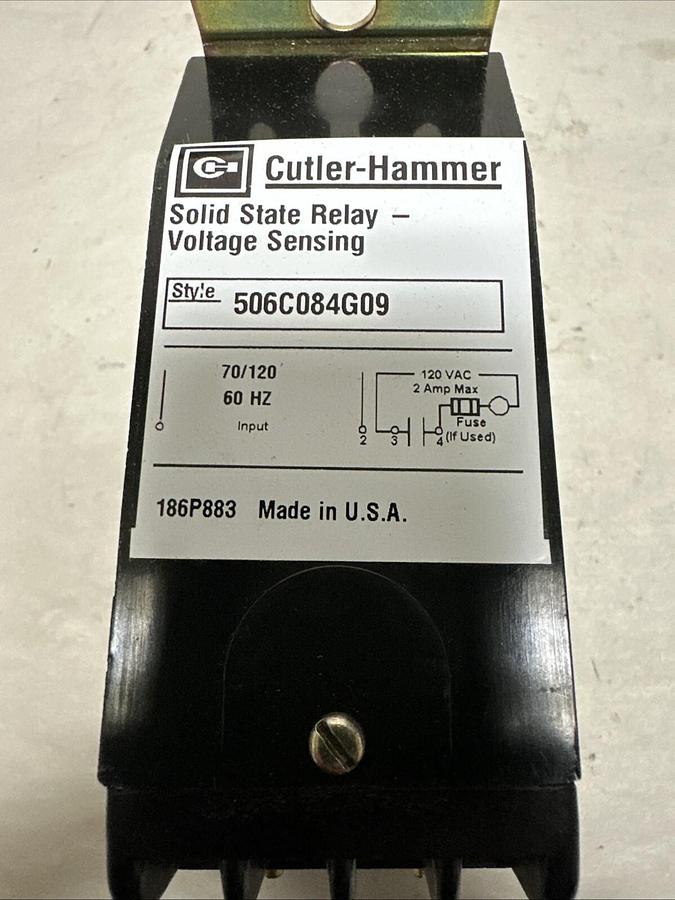 CH Cutler-Hammer
Solid State Relay –
Voltage Sensing
Style 506C084G09
70/120
60 HZ
Input
120 VAC
2 Amp Max
Fuse
(If Used)
2 3 4
186P883 Made in U.S.A.